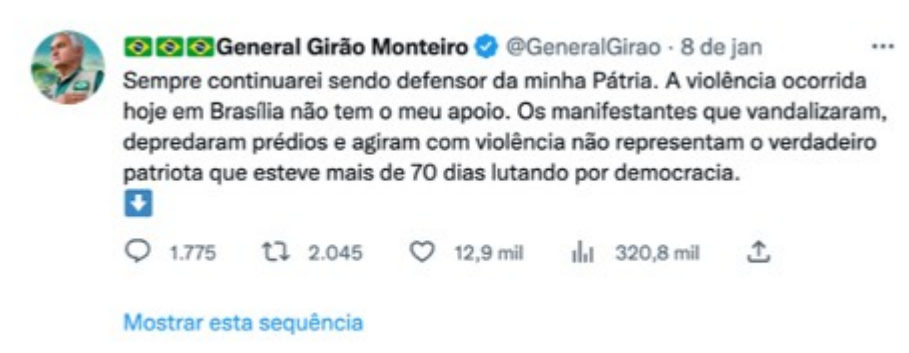 🇧🇷🇧🇷🇧🇷General Girão Monteiro @GeneralGirao · 8 de jan
Sempre continuarei sendo defensor da minha Pátria. A violência ocorrida
hoje em Brasília não tem o meu apoio. Os manifestantes que vandalizaram,
depredaram prédios e agiram com violência não representam o verdadeiro
patriota que esteve mais de 70 dias lutando por democracia.
⬇️
1.775 2.045 12,9 mil 320,8 mil
Mostrar esta sequência